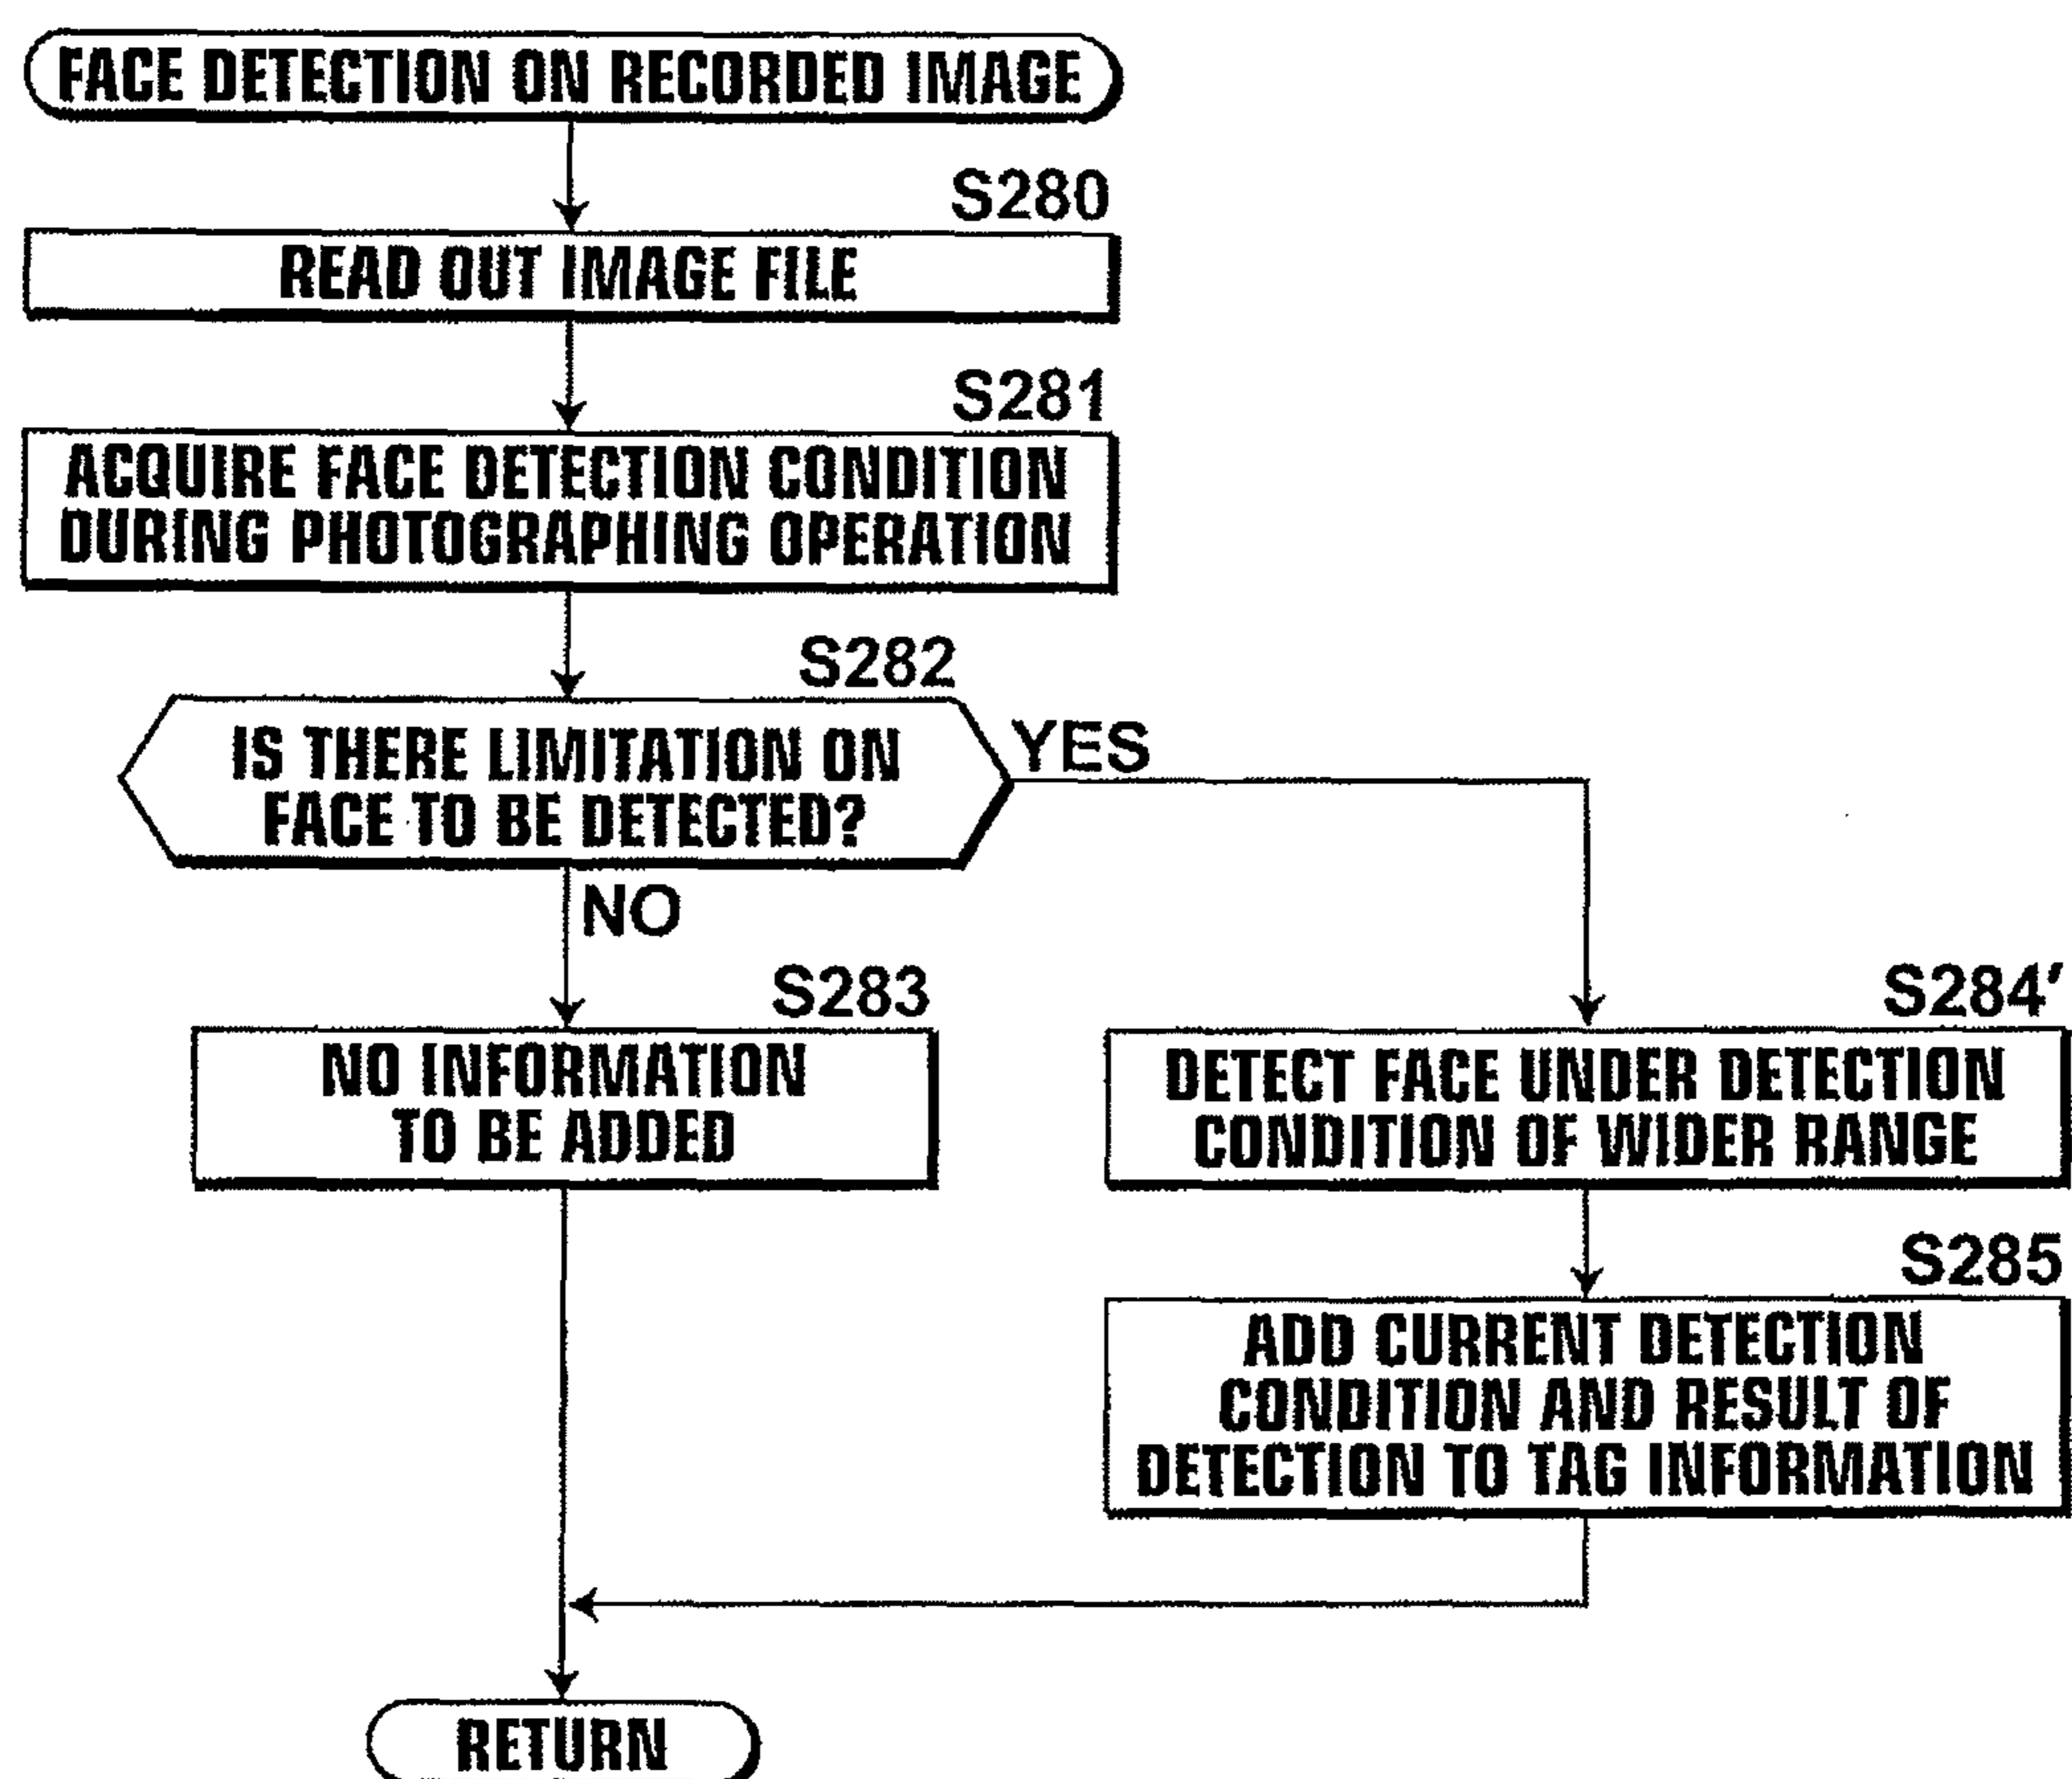 FACE DETECTION ON RECORDED IMAGE
S280
READ OUT IMAGE FILE
S281
ACQUIRE FACE DETECTION CONDITION
DURING PHOTOGRAPHING OPERATION
S282
IS THERE LIMITATION ON
FACE TO BE DETECTED?
YES
NO
S283
NO INFORMATION
TO BE ADDED
S284′
DETECT FACE UNDER DETECTION
CONDITION OF WIDER RANGE
S285
ADD CURRENT DETECTION
CONDITION AND RESULT OF
DETECTION TO TAG INFORMATION
RETURN